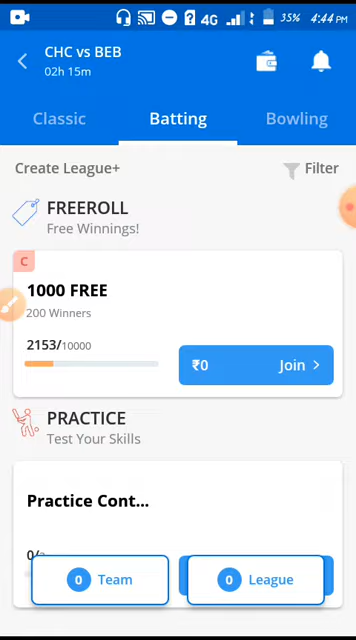 4G 35% 4:44 PM
CHC vs BEB
02h 15m
Classic Batting Bowling
Create League+ Filter
FREEROLL
Free Winnings!
C
1000 FREE
200 Winners
2153/10000
₹0 Join >
PRACTICE
Test Your Skills
Practice Cont...
0 Team 0 League